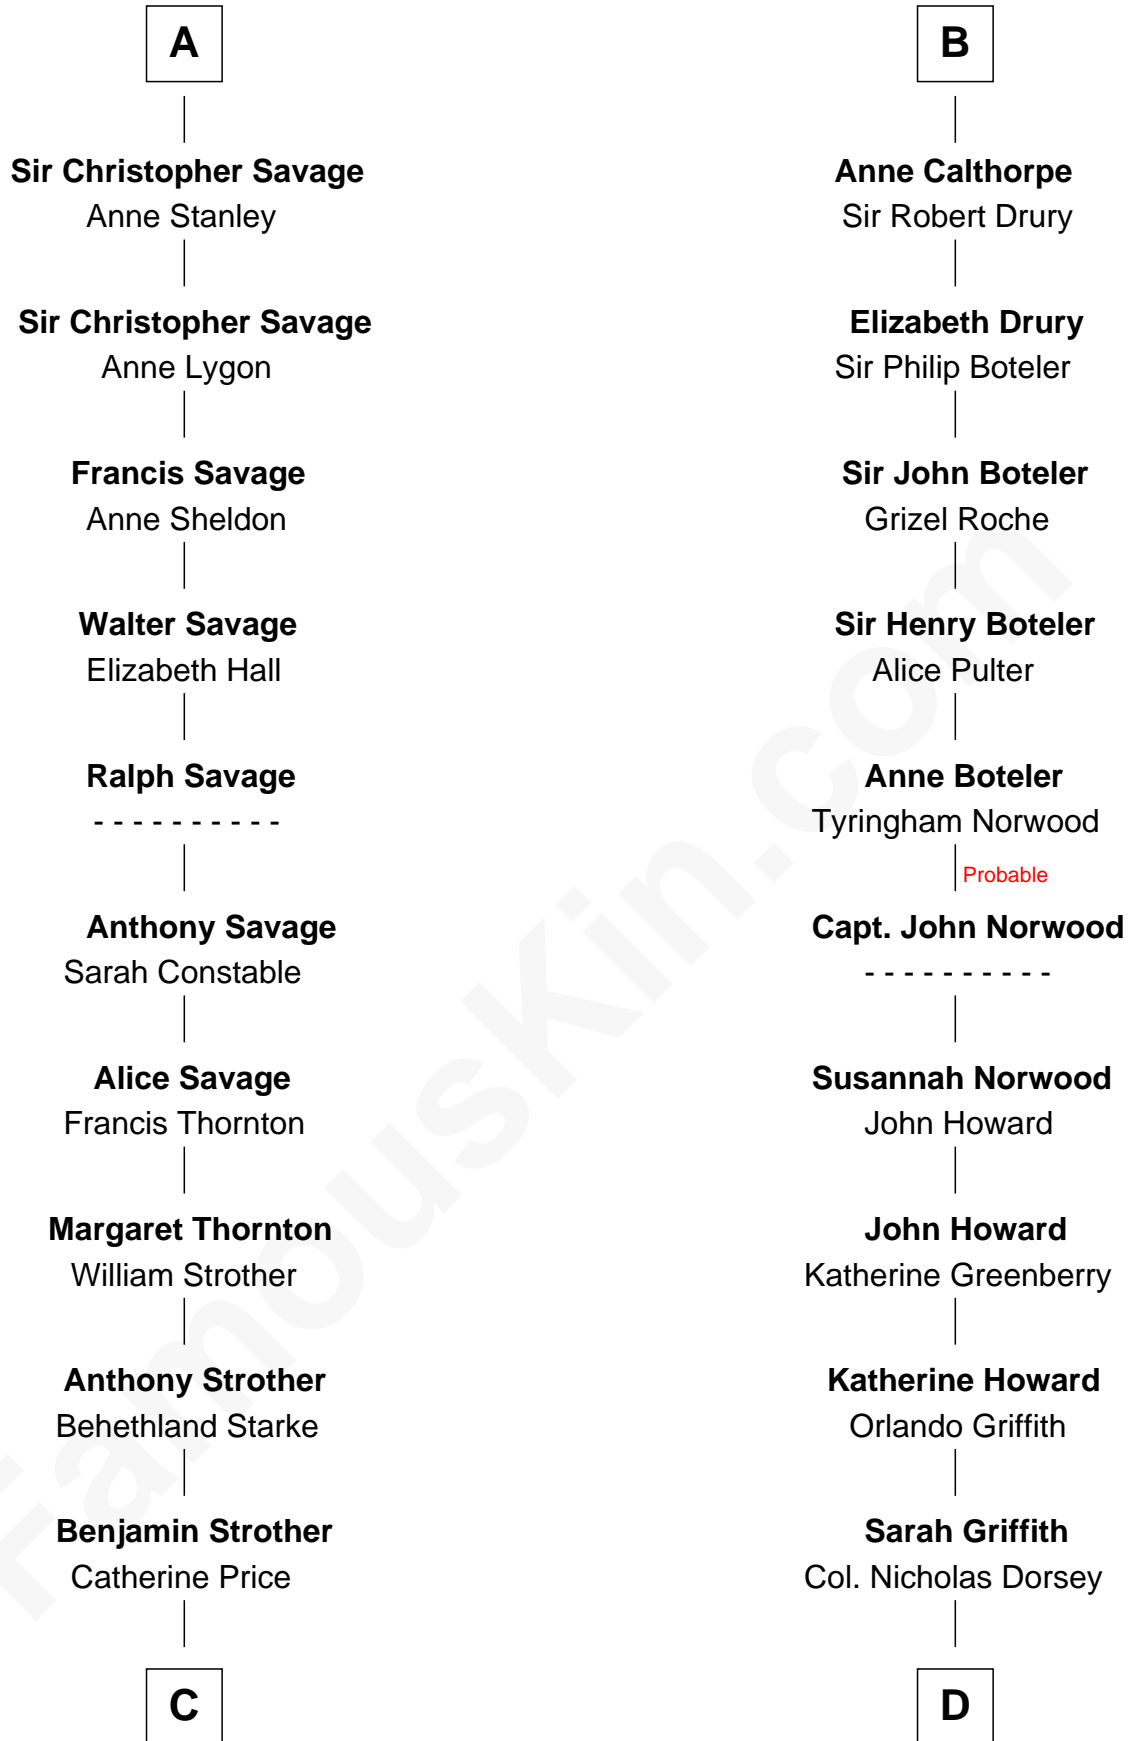 A
Sir Christopher Savage
Anne Stanley
Sir Christopher Savage
Anne Lygon
Francis Savage
Anne Sheldon
Walter Savage
Elizabeth Hall
Ralph Savage
- - - - - - - - - -
Anthony Savage
Sarah Constable
Alice Savage
Francis Thornton
Margaret Thornton
William Strother
Anthony Strother
Behethland Starke
Benjamin Strother
Catherine Price
C
B
Anne Calthorpe
Sir Robert Drury
Elizabeth Drury
Sir Philip Boteler
Sir John Boteler
Grizel Roche
Sir Henry Boteler
Alice Pulter
Anne Boteler
Tyringham Norwood
Probable
Capt. John Norwood
- - - - - - - - - -
Susannah Norwood
John Howard
John Howard
Katherine Greenberry
Katherine Howard
Orlando Griffith
Sarah Griffith
Col. Nicholas Dorsey
D
FamousKin.com